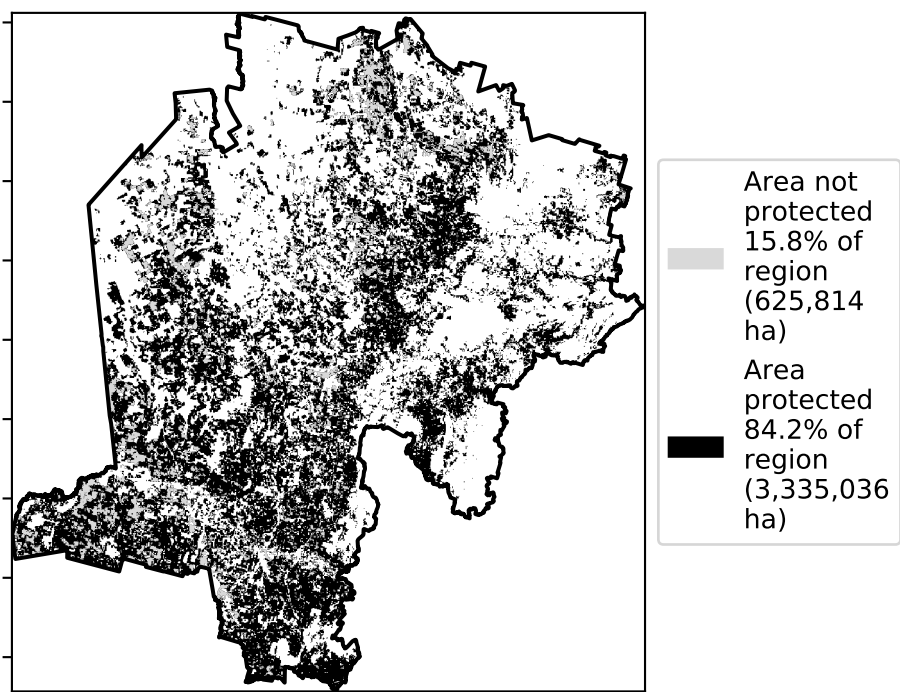 Area not
protected
15.8% of
region
(625,814
ha)
Area
protected
84.2% of
region
(3,335,036
ha)